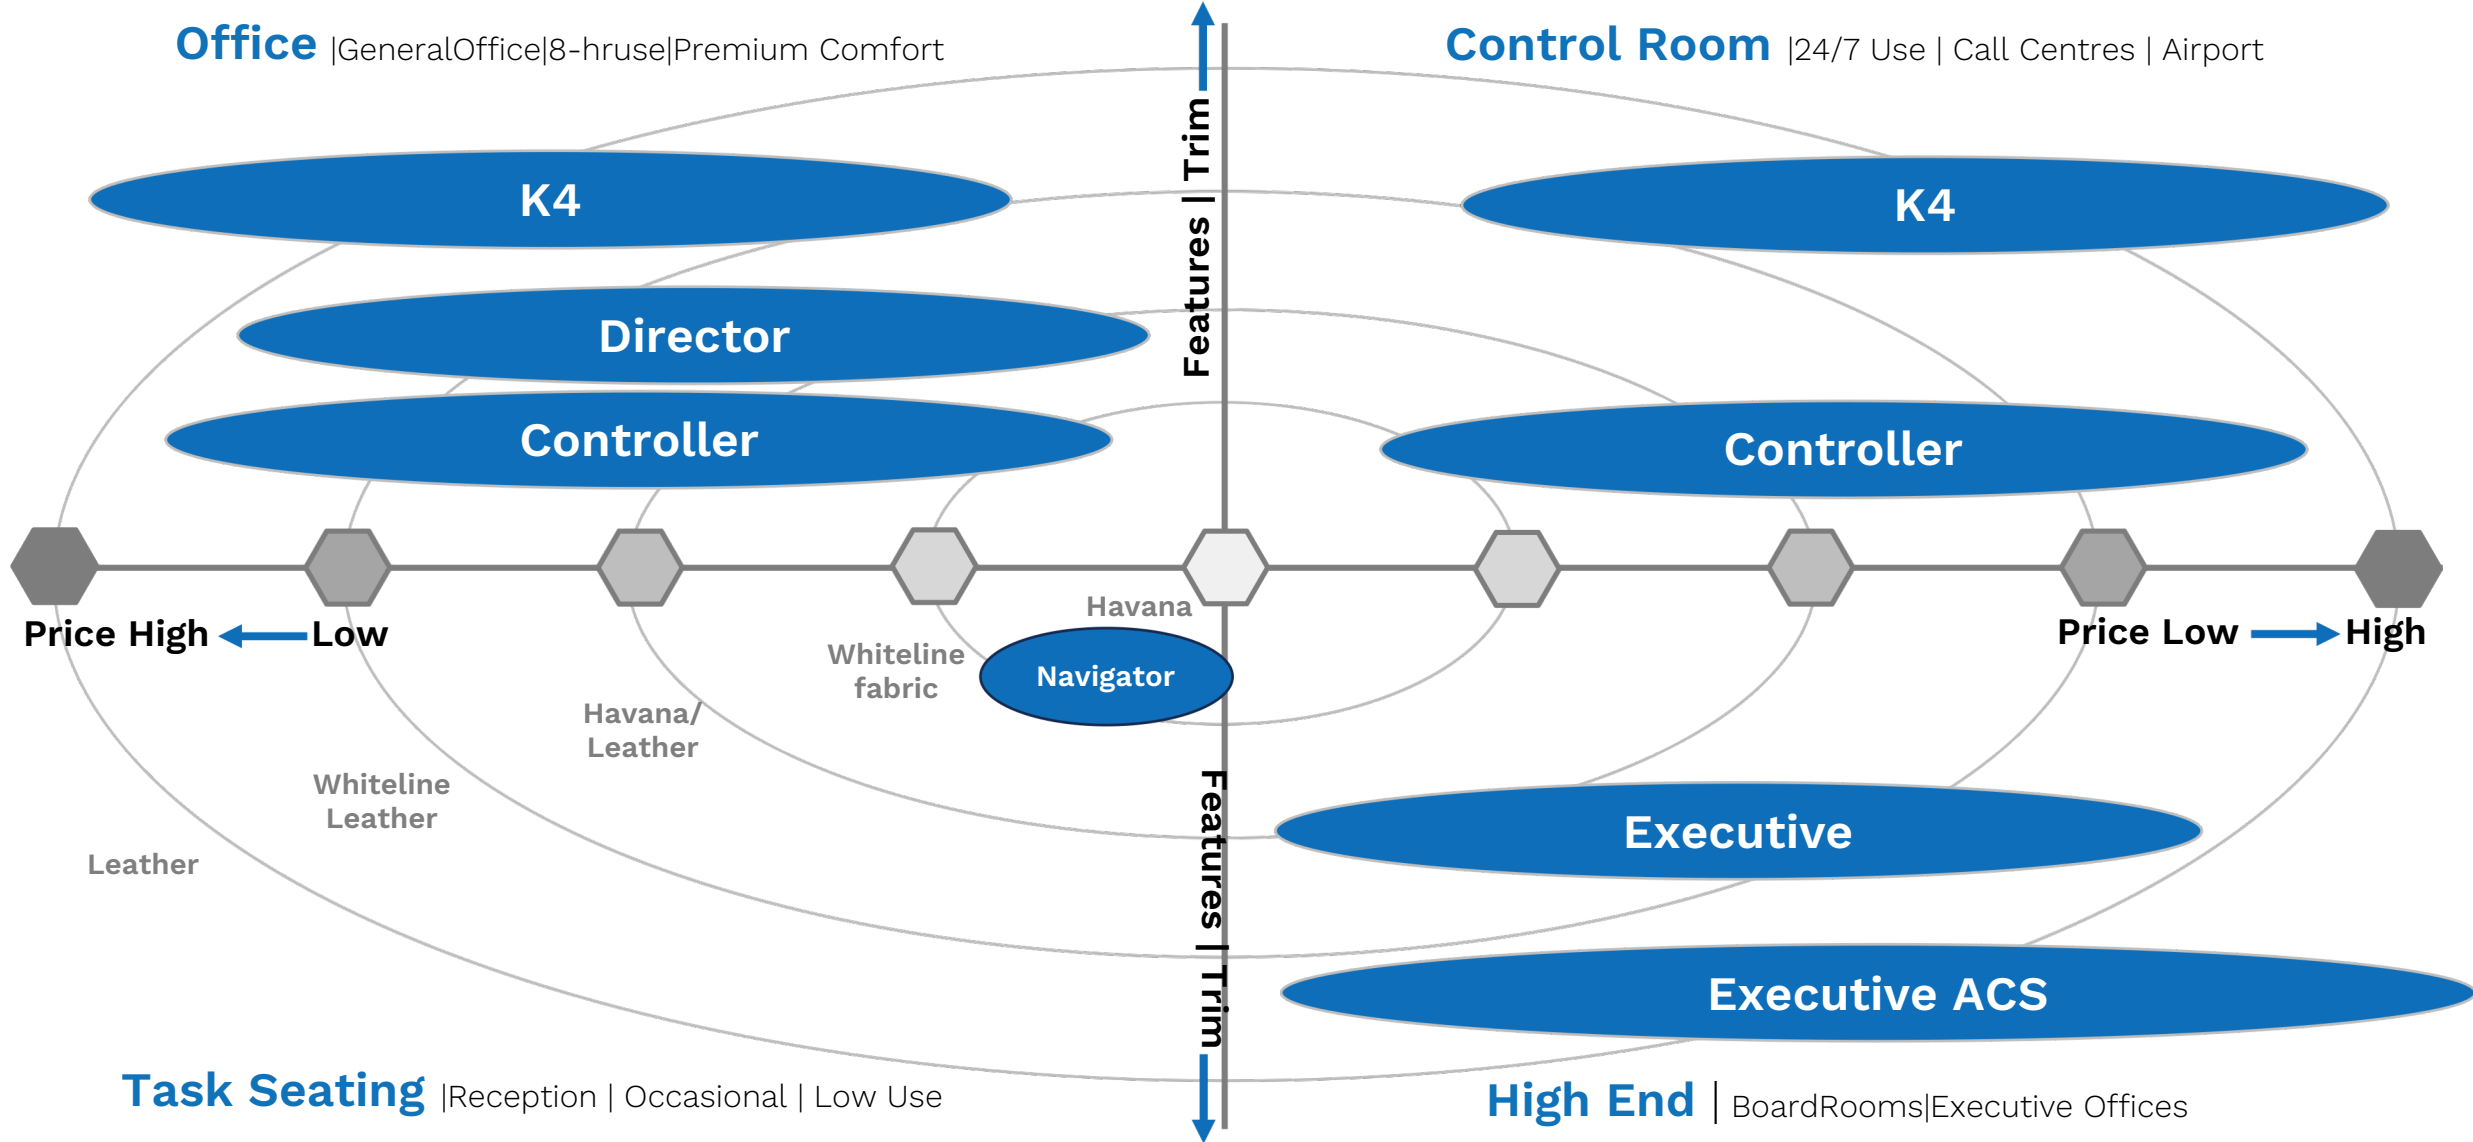 Office |GeneralOffice|8-hruse|Premium Comfort
Control Room |24/7 Use | Call Centres | Airport
Features | Trim
K4
K4
Director
Controller
Controller
Price High
Low
Price Low
High
Havana
Whiteline
fabric
Navigator
Havana/
Leather
Whiteline
Leather
Leather
Features | Trim
Executive
Executive ACS
Task Seating |Reception | Occasional | Low Use
High End | BoardRooms|Executive Offices